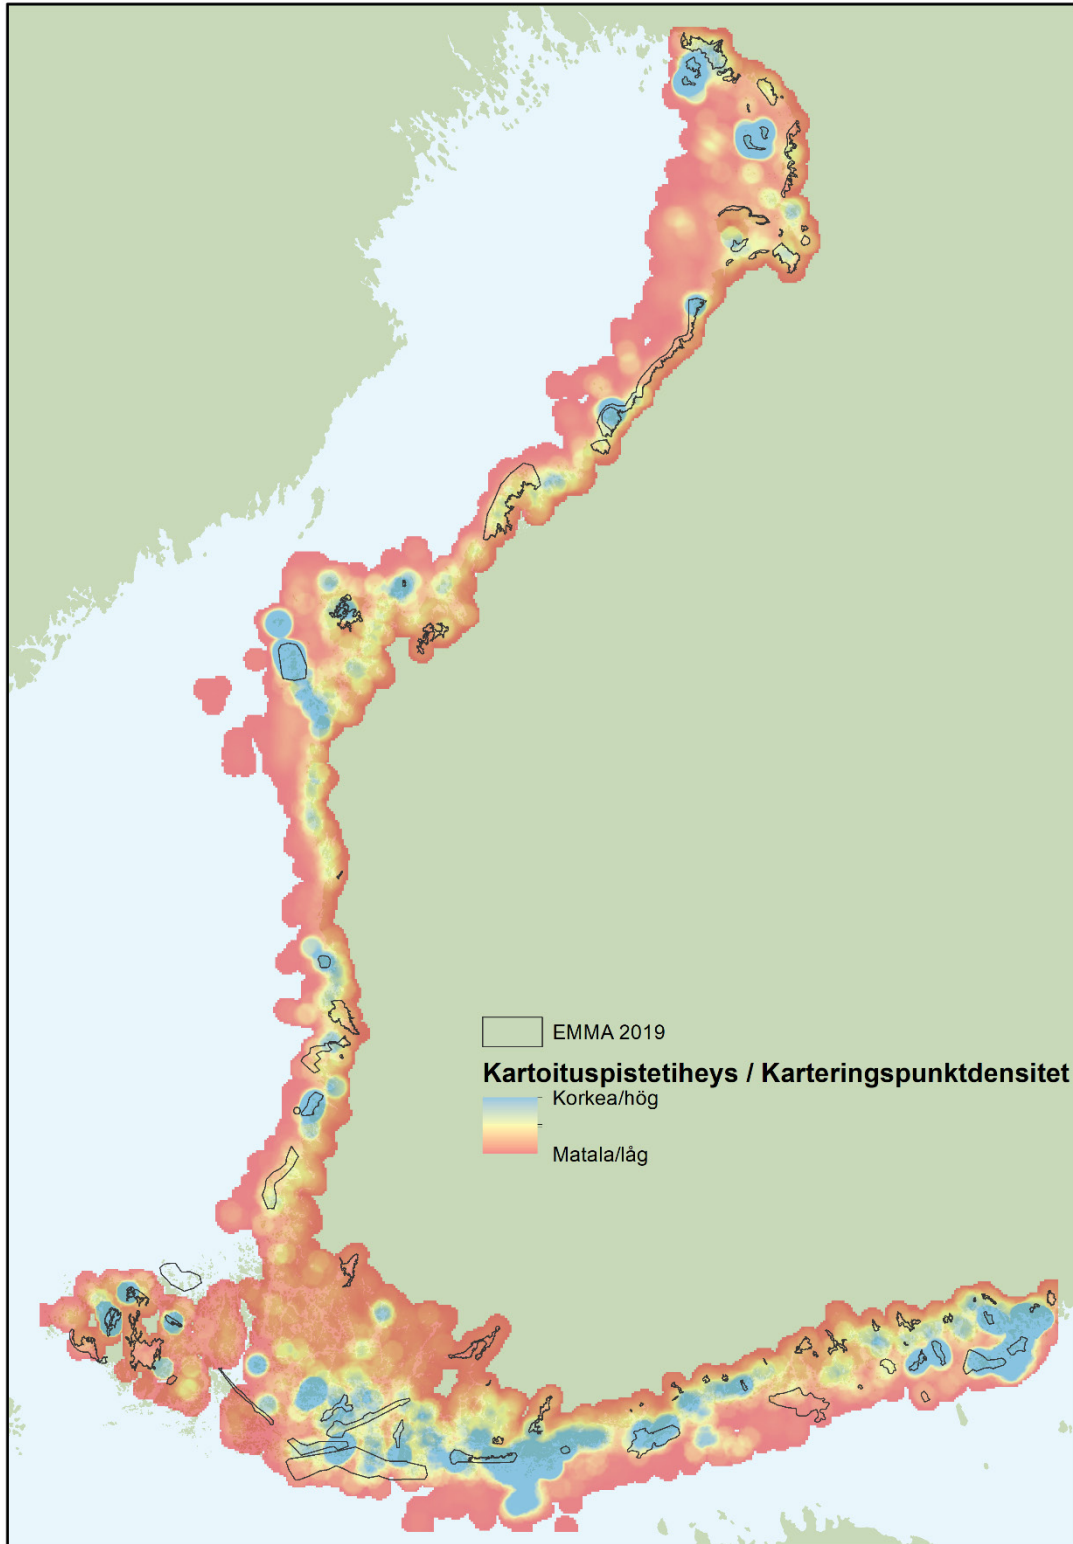 EMMA 2019
Kartoituspistetiheys / Karteringspunktdensitet
Korkea/hög
Matala/låg